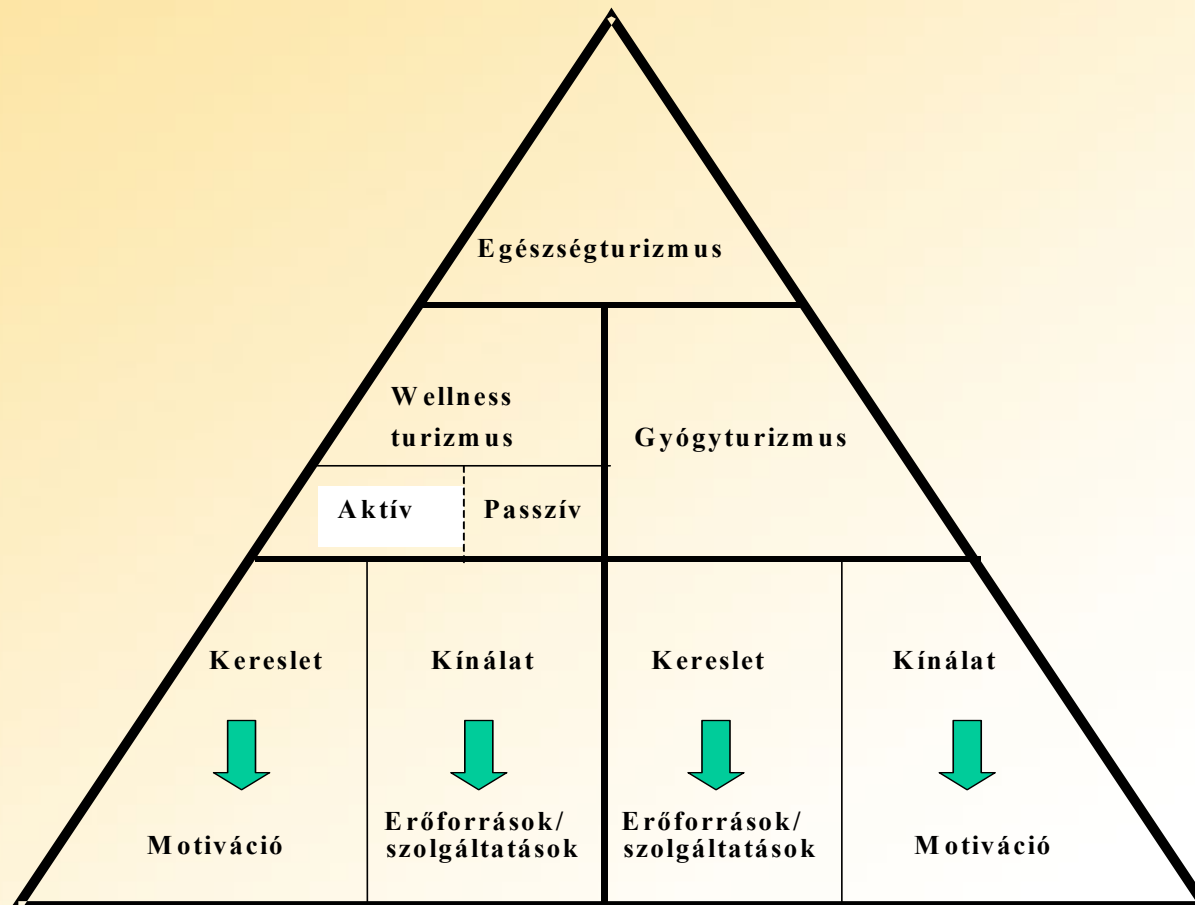 Egészségturizmus
Wellness
turizmus
Gyógyturizmus
Aktív
Passzív
Kereslet
Kínálat
Kereslet
Kínálat
Motiváció
Erőforrások/
szolgáltatások
Erőforrások/
szolgáltatások
Motiváció